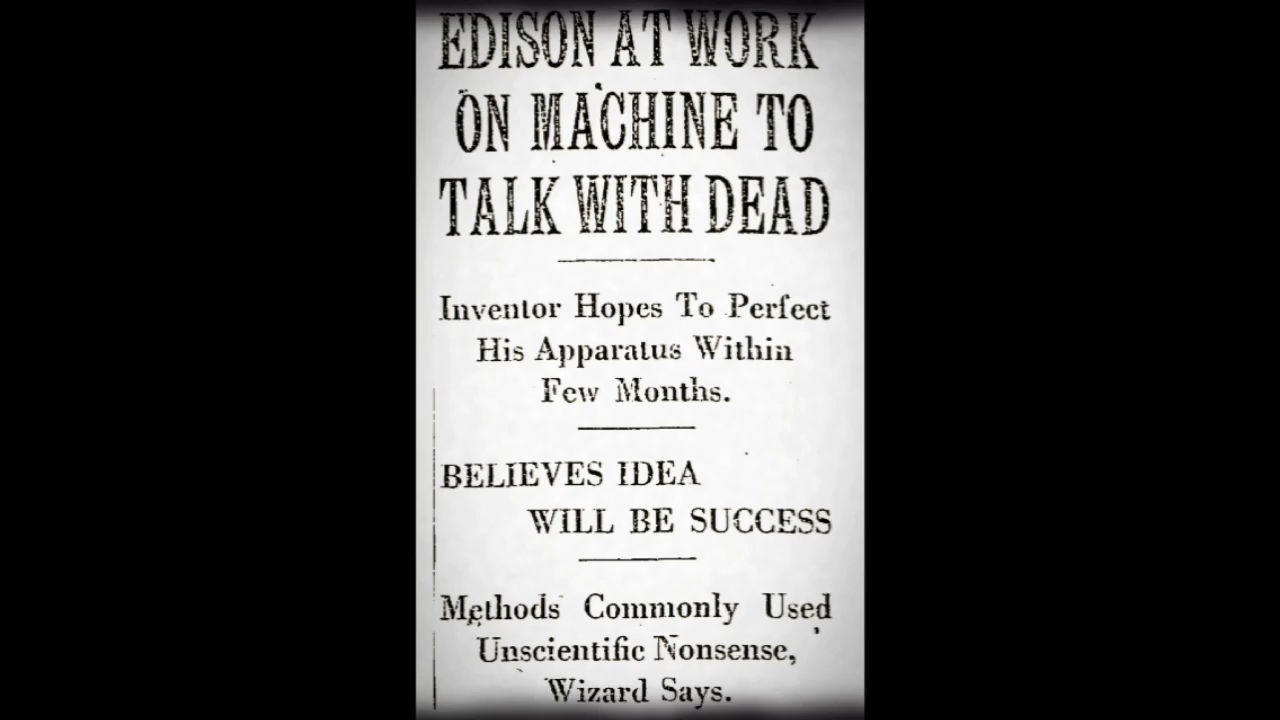 EDISON AT WORK
ON MACHINE TO
TALK WITH DEAD
Inventor Hopes To Perfect
His Apparatus Within
Few Months.
BELIEVES IDEA
WILL BE SUCCESS
Methods Commonly Used
Unscientific Nonsense,
Wizard Says.